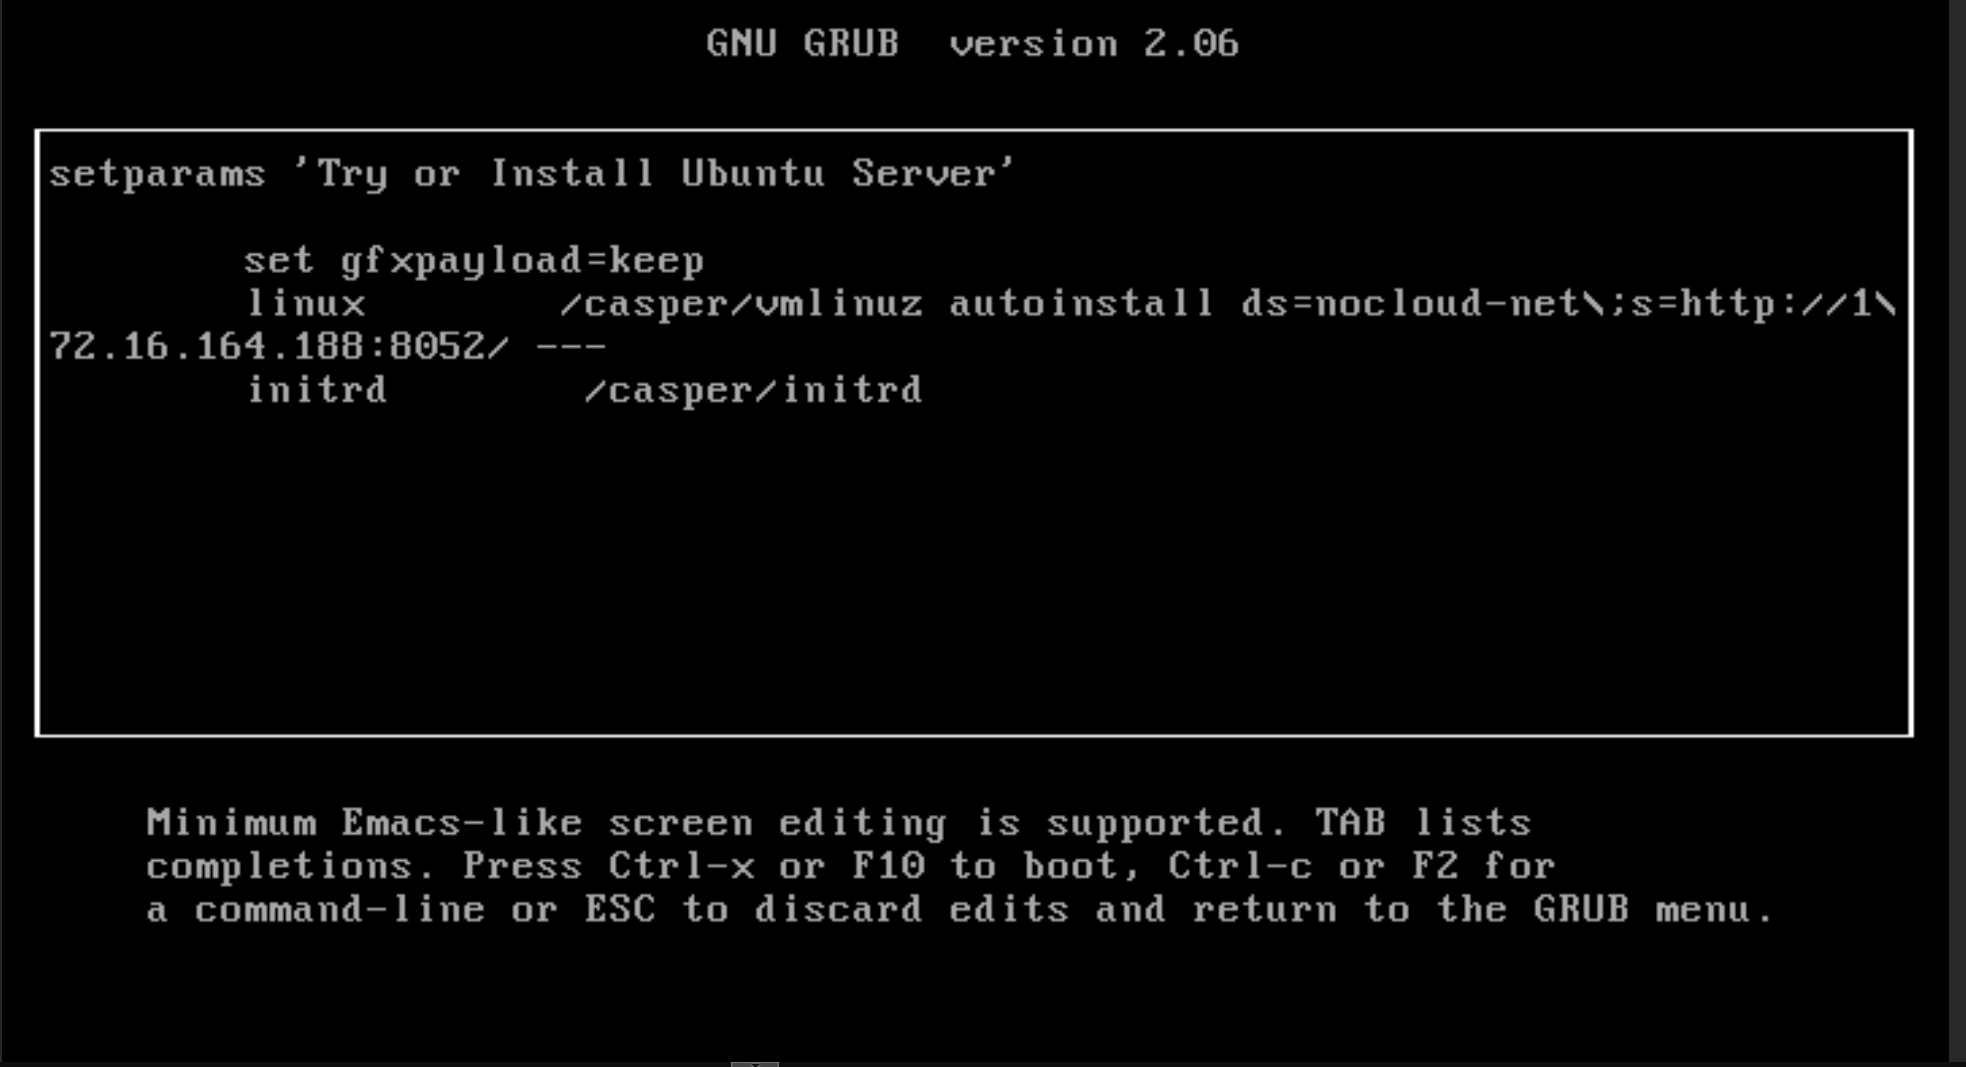 GNU GRUB  version 2.06
setparams 'Try or Install Ubuntu Server'
set gfxpayload=keep
linux        /casper/vmlinuz autoinstall ds=nocloud-net\;s=http://1\
72.16.164.188:8052/ ---
initrd        /casper/initrd
Minimum Emacs-like screen editing is supported. TAB lists
completions. Press Ctrl-x or F10 to boot, Ctrl-c or F2 for
a command-line or ESC to discard edits and return to the GRUB menu.